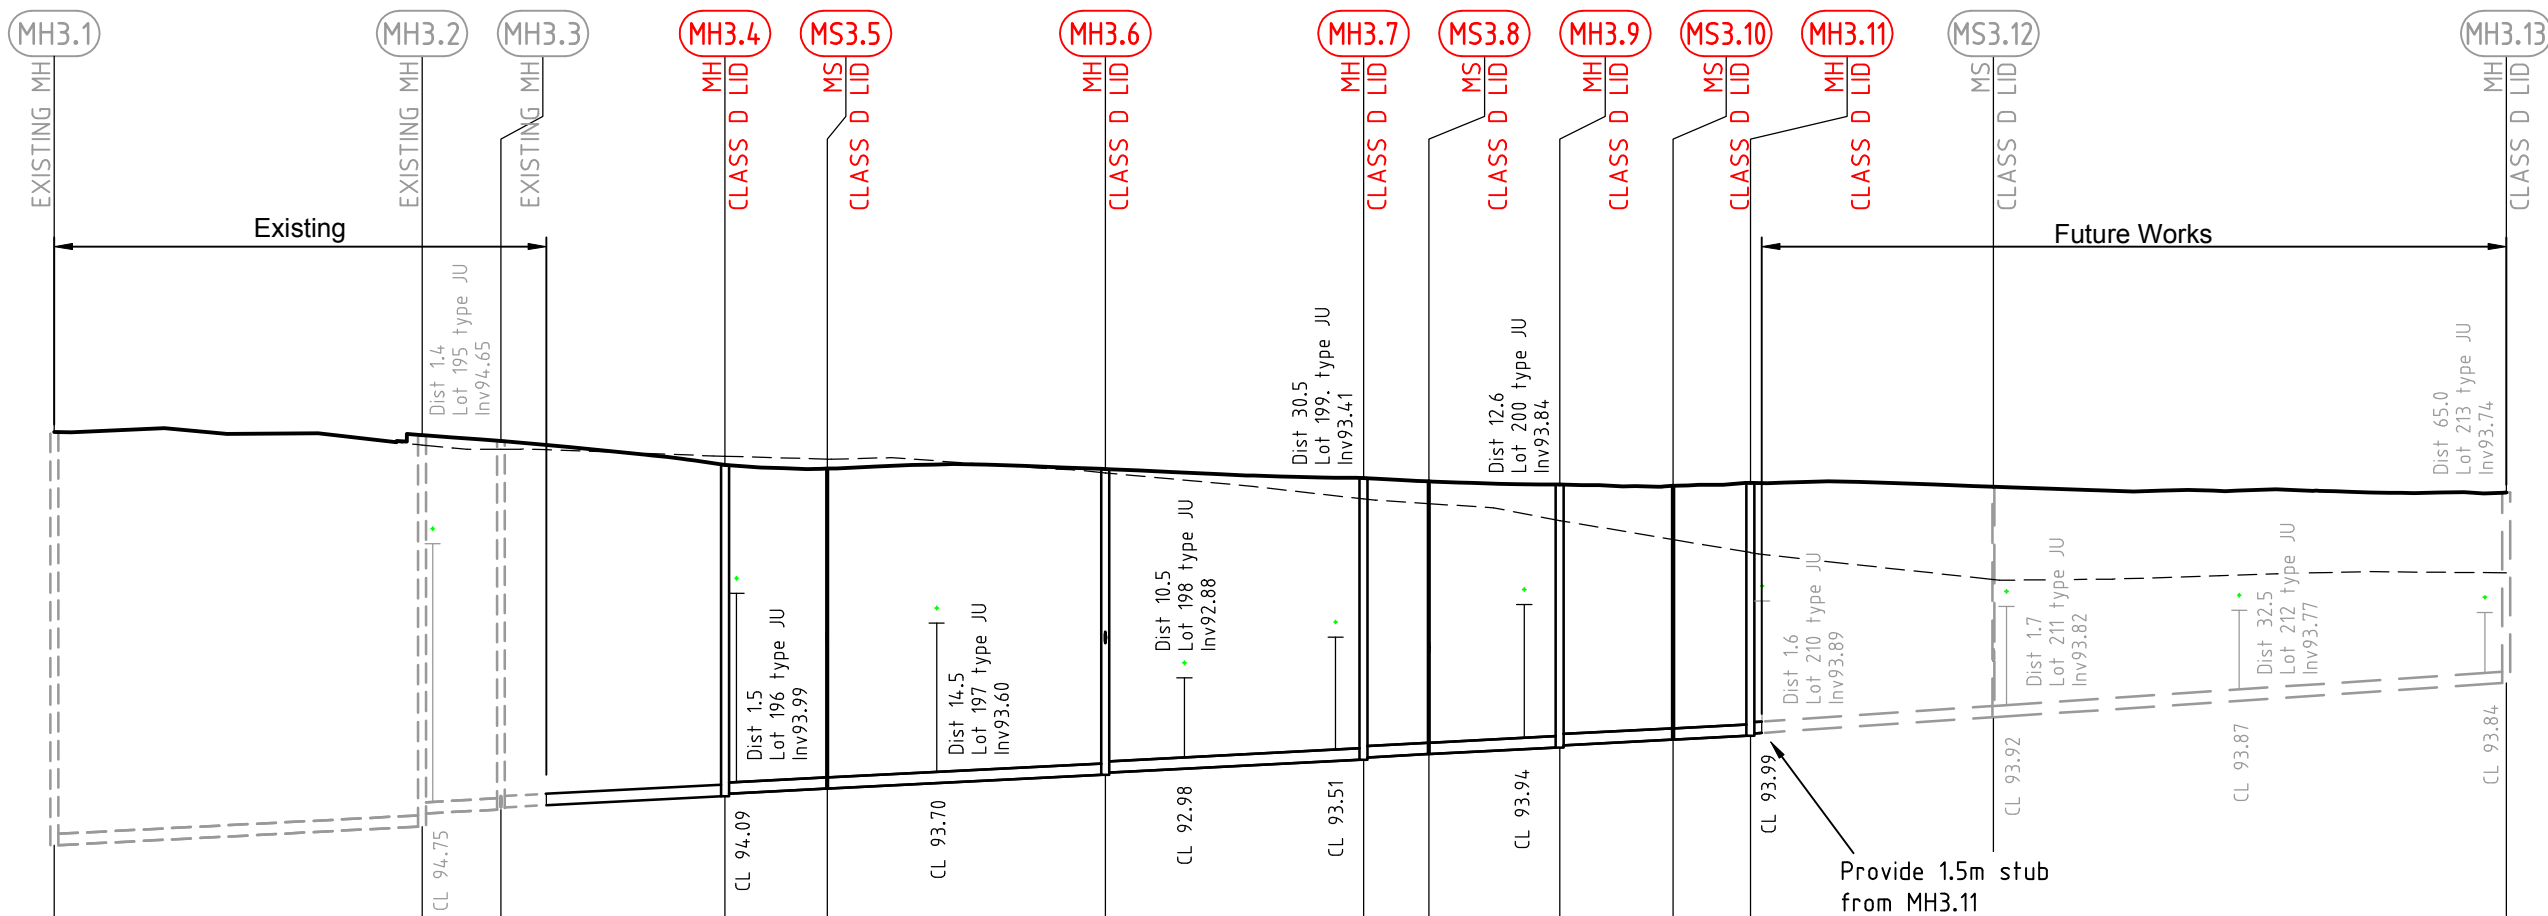 MH3.1
MH3.2
MH3.3
MH3.4
MS3.5
MH3.6
MH3.7
MS3.8
MH3.9
MS3.10
MH3.11
MS3.12
MH3.13
EXISTING MH
EXISTING MH
EXISTING MH
MH
CLASS D LID
MS
CLASS D LID
MH
CLASS D LID
MH
CLASS D LID
MS
CLASS D LID
MH
CLASS D LID
MS
CLASS D LID
MH
CLASS D LID
MS
CLASS D LID
MH
CLASS D LID
Existing
Future Works
Dist 1.4
Lot 195 type JU
Inv94.65
CL 94.75
Dist 1.5
Lot 196 type JU
Inv93.99
CL 94.09
Dist 14.5
Lot 197 type JU
Inv93.60
CL 93.70
Dist 10.5
Lot 198 type JU
Inv92.88
CL 92.98
Dist 30.5
Lot 199. type JU
Inv93.41
CL 93.51
Dist 12.6
Lot 200 type JU
Inv93.84
CL 93.94
Dist 1.6
Lot 210 type JU
Inv93.89
CL 93.99
Dist 1.7
Lot 211 type JU
Inv93.82
CL 93.92
Dist 32.5
Lot 212 type JU
Inv93.77
CL 93.87
Dist 65.0
Lot 213 type JU
Inv93.74
CL 93.84
Provide 1.5m stub
from MH3.11